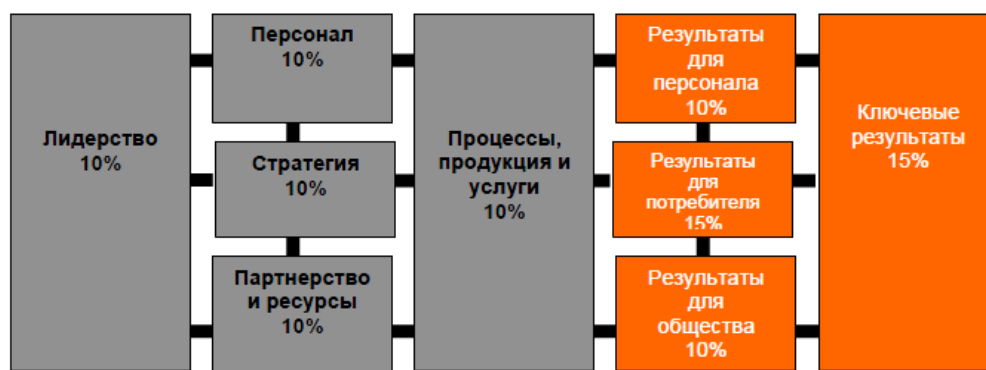 Лидерство
10%
Персонал
10%
Стратегия
10%
Партнерство
и ресурсы
10%
Процессы,
продукция и
услуги
10%
Результаты
для
персонала
10%
Результаты
для
потребителя
15%
Результаты
для
общества
10%
Ключевые
результаты
15%